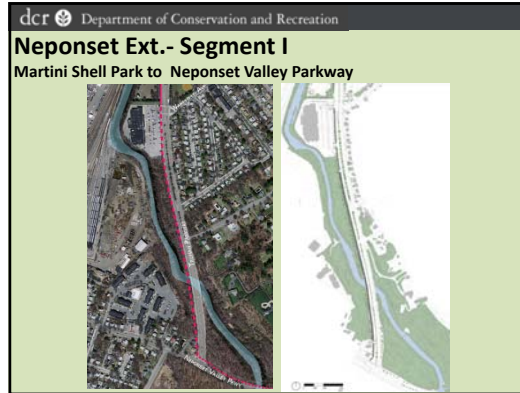 dcr Department of Conservation and Recreation
Neponset Ext.- Segment I
Martini Shell Park to Neponset Valley Parkway